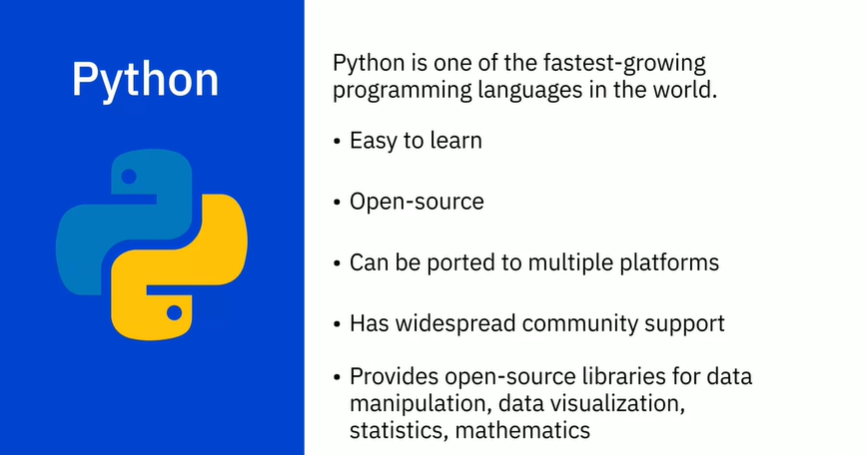 Python
Python is one of the fastest-growing
programming languages in the world.
• Easy to learn
• Open-source
• Can be ported to multiple platforms
• Has widespread community support
• Provides open-source libraries for data
manipulation, data visualization,
statistics, mathematics